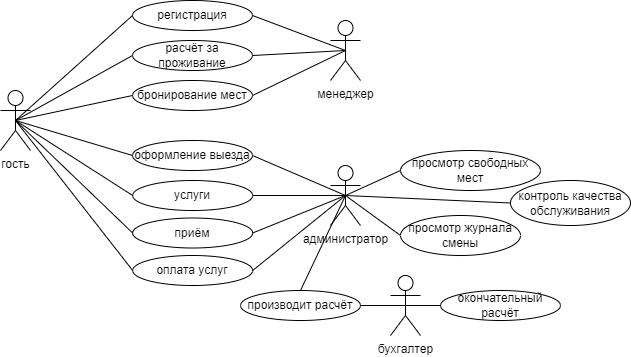 регистрация
расчёт за
проживание
бронирование мест
менеджер
гость
оформление выезда
просмотр свободных
мест
услуги
контроль качества
обслуживания
приём
администратор
просмотр журнала
смены
оплата услуг
производит расчёт
окончательный
расчёт
бухгалтер